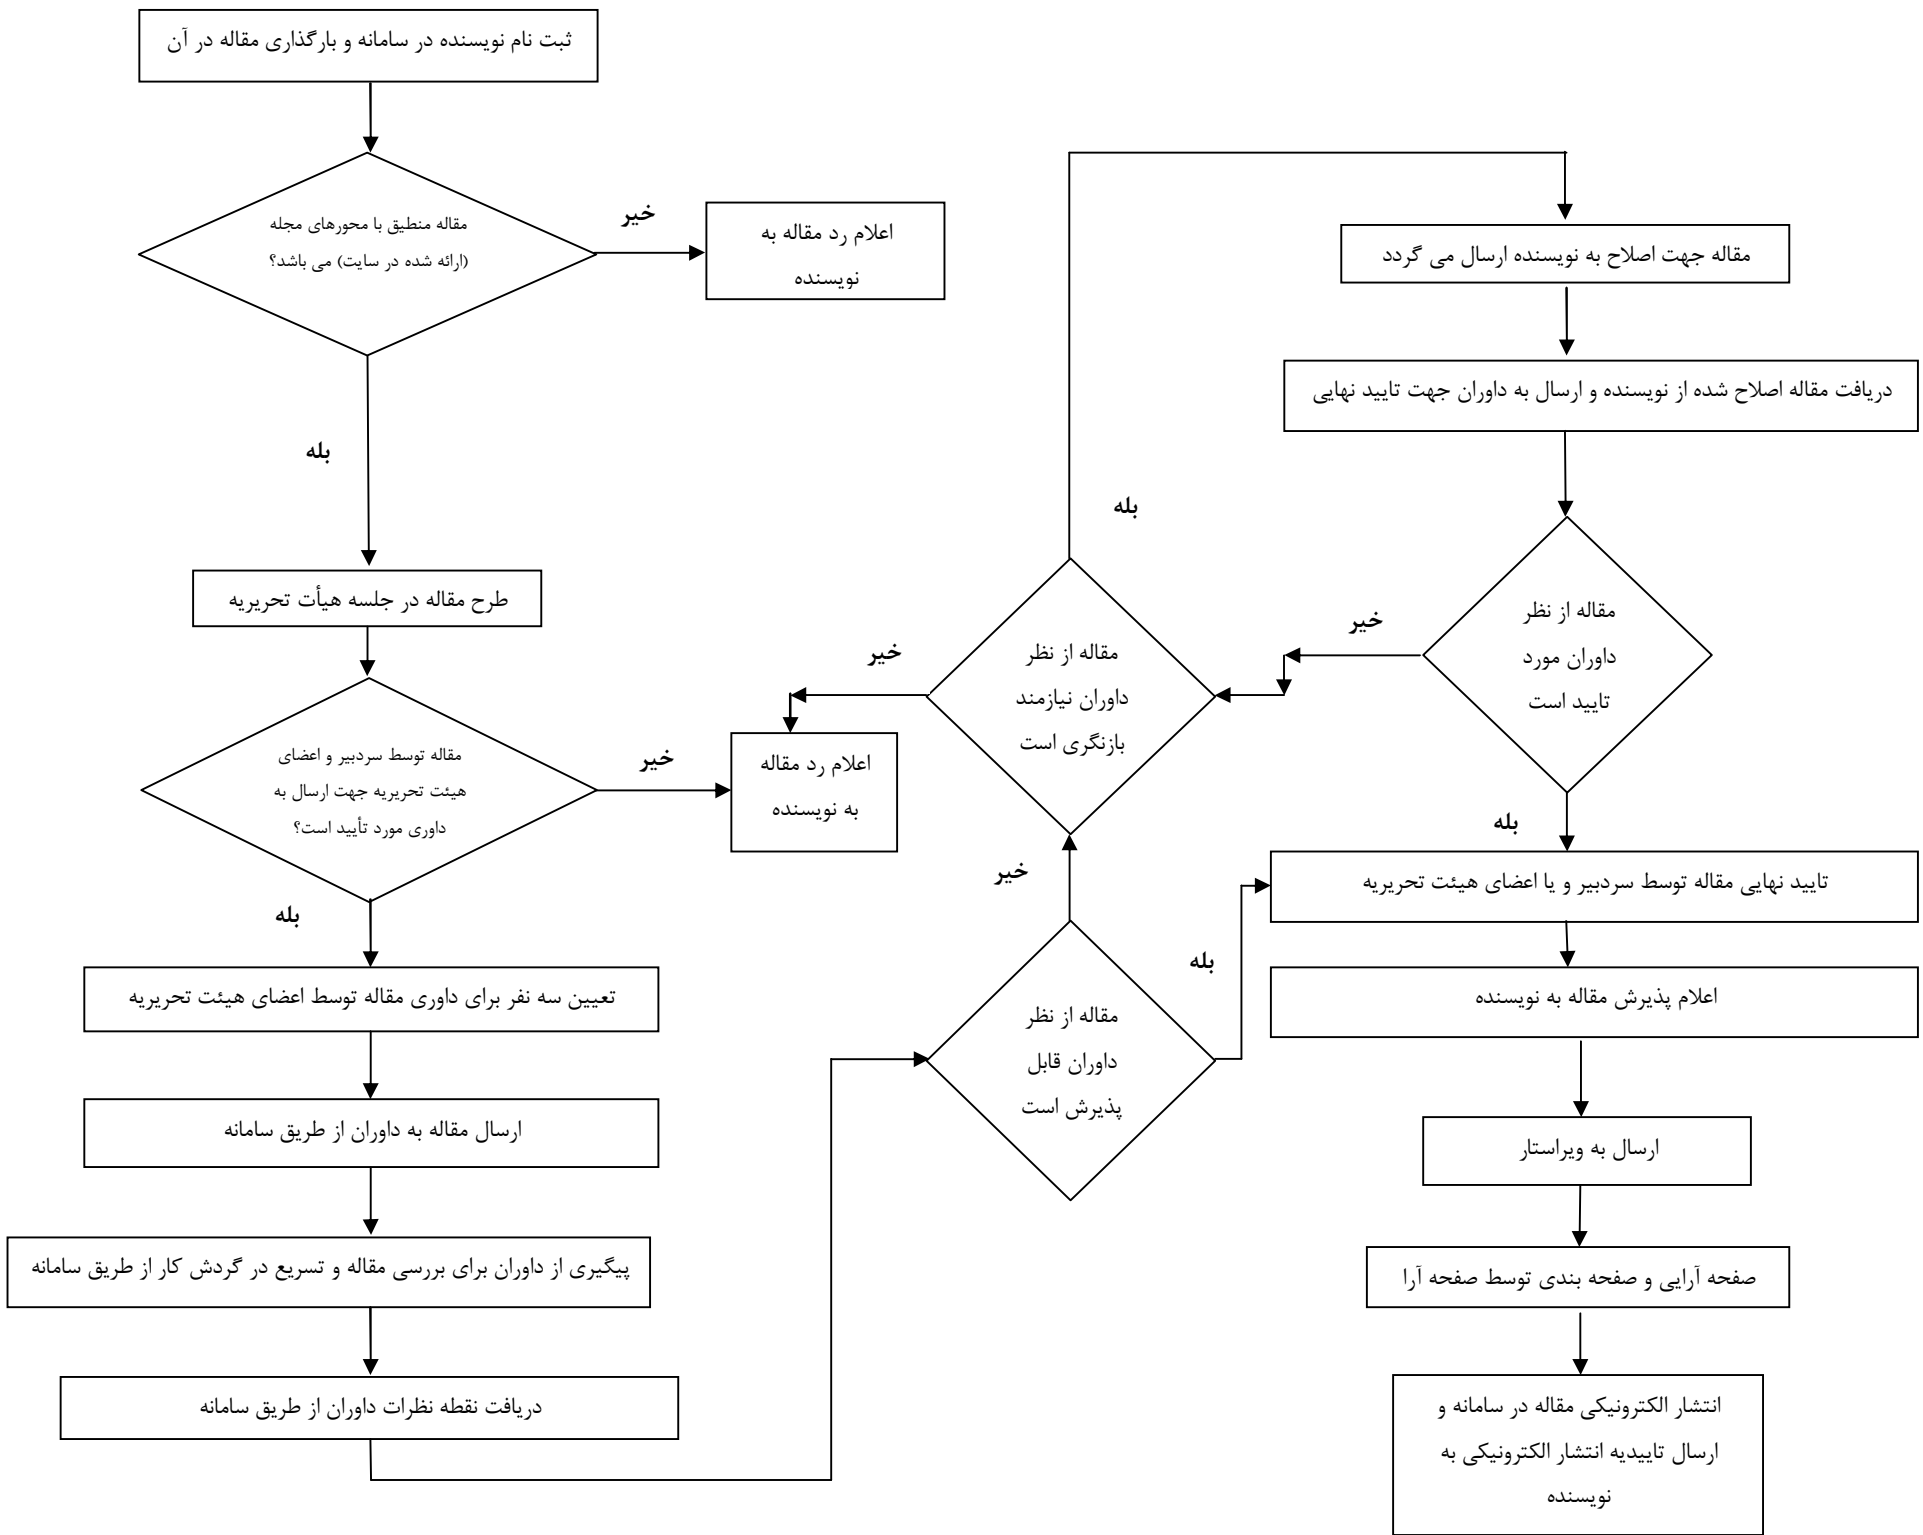 ثبت نام نویسنده در سامانه و بارگذاری مقاله در آن
مقاله منطیق با محورهای مجله
(ارائه شده در سایت) می باشد؟
خیر
اعلام رد مقاله به
نویسنده
بله
طرح مقاله در جلسه هیأت تحریریه
مقاله توسط سردبیر و اعضای
هیئت تحریریه جهت ارسال به
داوری مورد تأیید است؟
خیر
اعلام رد مقاله
به نویسنده
بله
تعیین سه نفر برای داوری مقاله توسط اعضای هیئت تحریریه
ارسال مقاله به داوران از طریق سامانه
پیگیری از داوران برای بررسی مقاله و تسریع در گردش کار از طریق سامانه
دریافت نقطه نظرات داوران از طریق سامانه
مقاله از نظر
داوران قابل
پذیرش است
خیر
بله
مقاله از نظر
داوران نیازمند
بازنگری است
خیر
بله
مقاله جهت اصلاح به نویسنده ارسال می گردد
دریافت مقاله اصلاح شده از نویسنده و ارسال به داوران جهت تایید نهایی
مقاله از نظر
داوران مورد
تایید است
خیر
بله
تایید نهایی مقاله توسط سردبیر و یا اعضای هیئت تحریریه
اعلام پذیرش مقاله به نویسنده
ارسال به ویراستار
صفحه آرایی و صفحه بندی توسط صفحه آرا
انتشار الکترونیکی مقاله در سامانه و
ارسال تاییدیه انتشار الکترونیکی به
نویسنده